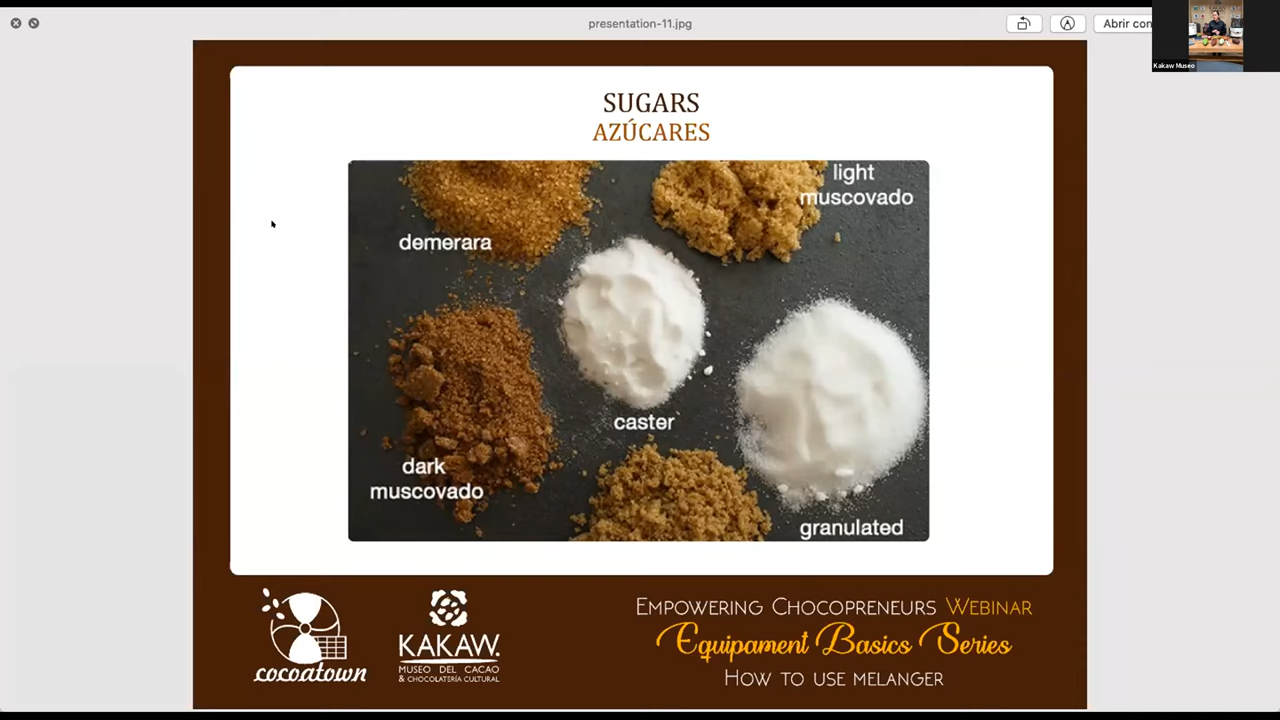 presentation-11.jpg
Abrir con
Kakaw Museo
SUGARS
AZÚCARES
light
muscovado
demerara
caster
dark
muscovado
granulated
cocoatown
KAKAW.
MUSEO DEL CACAO
& CHOCOLATERÍA CULTURAL
EMPOWERING CHOCOPRENEURS WEBINAR
Equipament Basics Series
HOW TO USE MELANGER